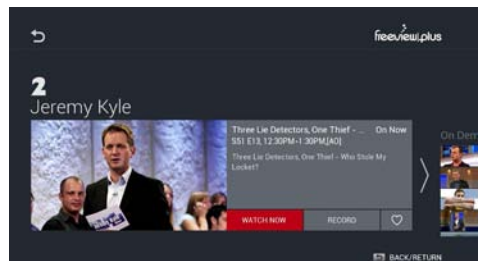 freeview plus
2
Jeremy Kyle
Three Lie Detectors, One Thief - ... On Now
S51 E13, 12:30PM-1:30PM,[AO]
Three Lie Detectors, One Thief - Who Stole My
Locket?
On Dem
WATCH NOW RECORD
BACK/RETURN